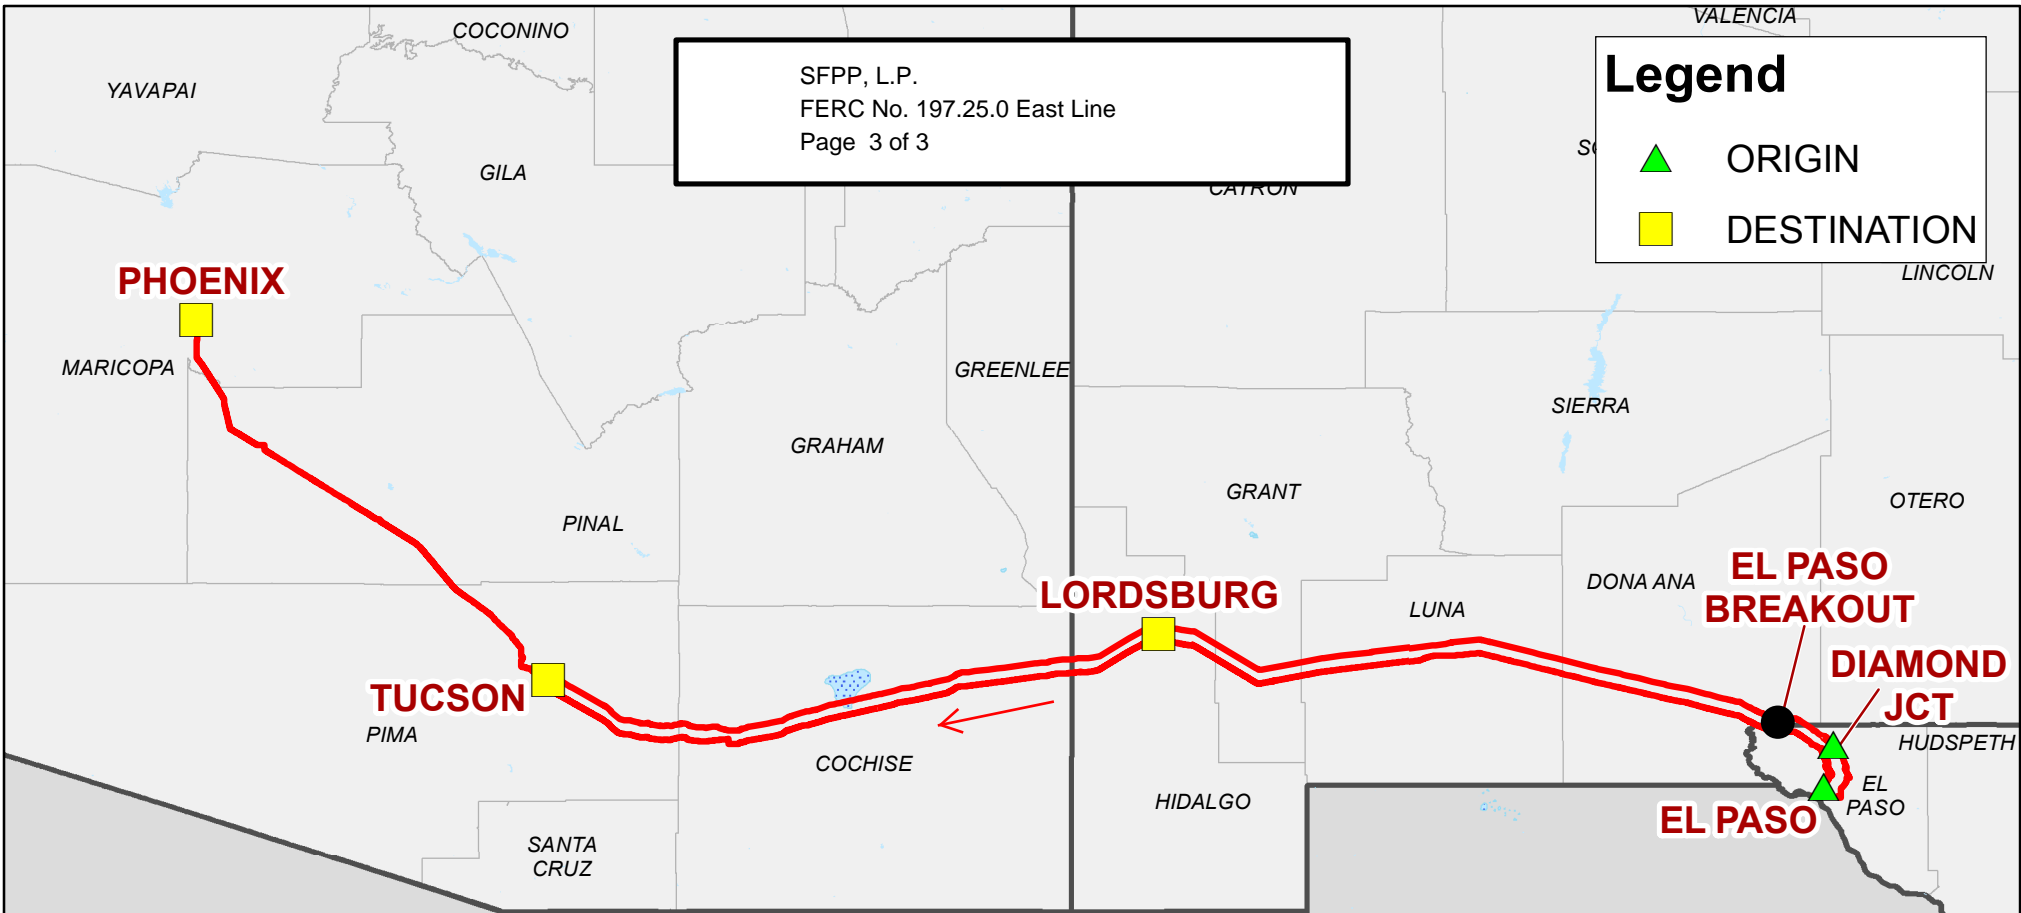 COCONINO
VALENCIA
YAVAPAI
SFPP, L.P.
FERC No. 197.25.0 East Line
Page 3 of 3
Legend
ORIGIN
DESTINATION
GILA
CATRON
LINCOLN
PHOENIX
MARICOPA
GREENLEE
SIERRA
GRAHAM
GRANT
OTERO
PINAL
EL PASO
BREAKOUT
DONA ANA
LORDSBURG
LUNA
DIAMOND
JCT
TUCSON
PIMA
HUDSPETH
COCHISE
HIDALGO
EL
PASO
EL PASO
SANTA
CRUZ